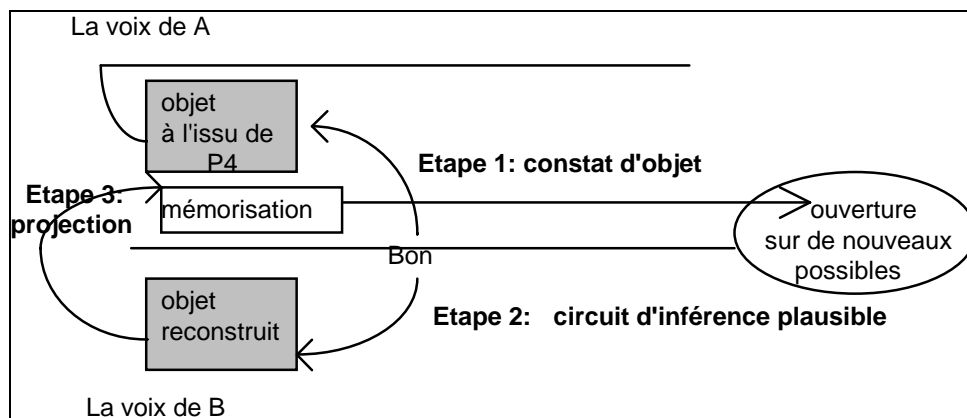 La voix de A
objet
à l'issu de
P4
Etape 1: constat d'objet
Etape 3:
projection
mémorisation
ouverture
sur de nouveaux
possibles
Bon
objet
reconstruit
Etape 2: circuit d'inférence plausible
La voix de B